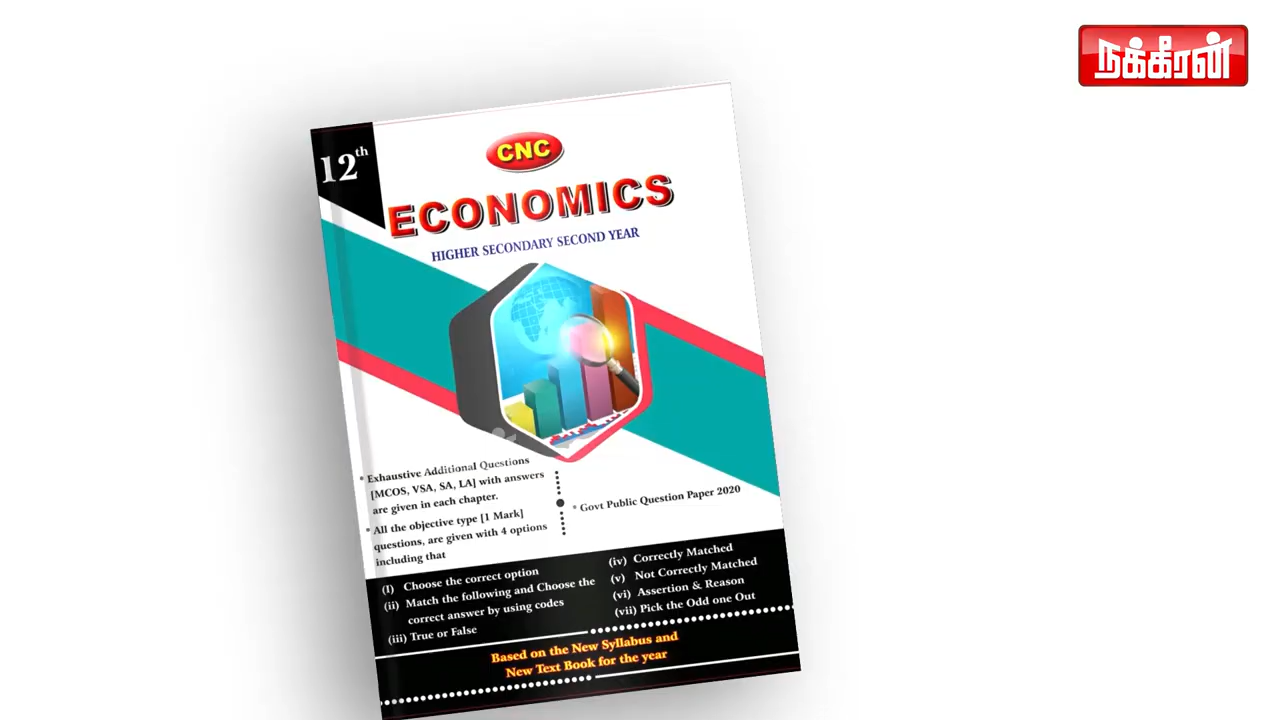 நக்கீரன்
12th
CNC
ECONOMICS
HIGHER SECONDARY SECOND YEAR
• Exhaustive Additional Questions
[MCOS, VSA, SA, LA] with answers
are given in each chapter.
• All the objective type [1 Mark]
questions, are given with 4 options
including that
• Govt Public Question Paper 2020
(I) Choose the correct option
(ii) Match the following and Choose the
correct answer by using codes
(iii) True or False
(iv) Correctly Matched
(v) Not Correctly Matched
(vi) Assertion & Reason
(vii) Pick the Odd one Out
Based on the New Syllabus and
New Text Book for the year